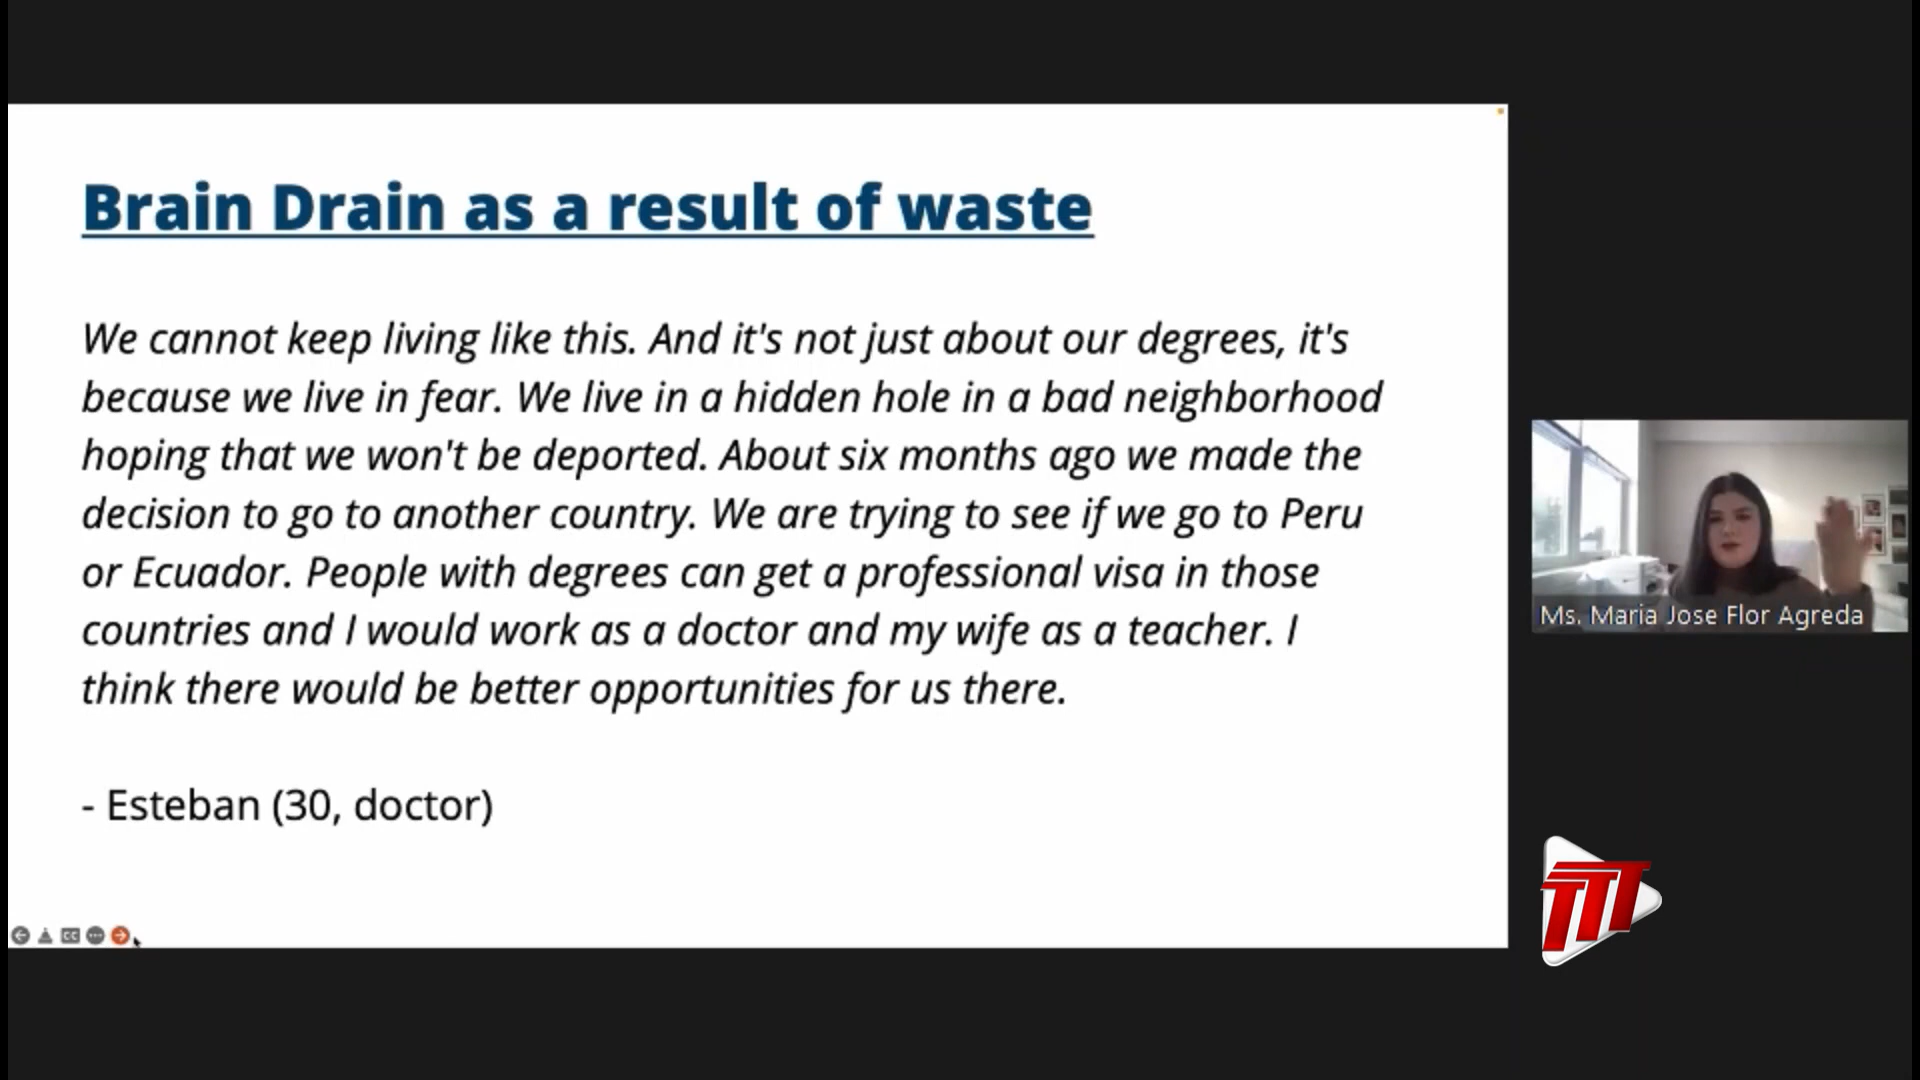 Brain Drain as a result of waste
We cannot keep living like this. And it's not just about our degrees, it's
because we live in fear. We live in a hidden hole in a bad neighborhood
hoping that we won't be deported. About six months ago we made the
decision to go to another country. We are trying to see if we go to Peru
or Ecuador. People with degrees can get a professional visa in those
countries and I would work as a doctor and my wife as a teacher. I
think there would be better opportunities for us there.
- Esteban (30, doctor)
CC
Ms. Maria Jose Flor Agreda
TTT